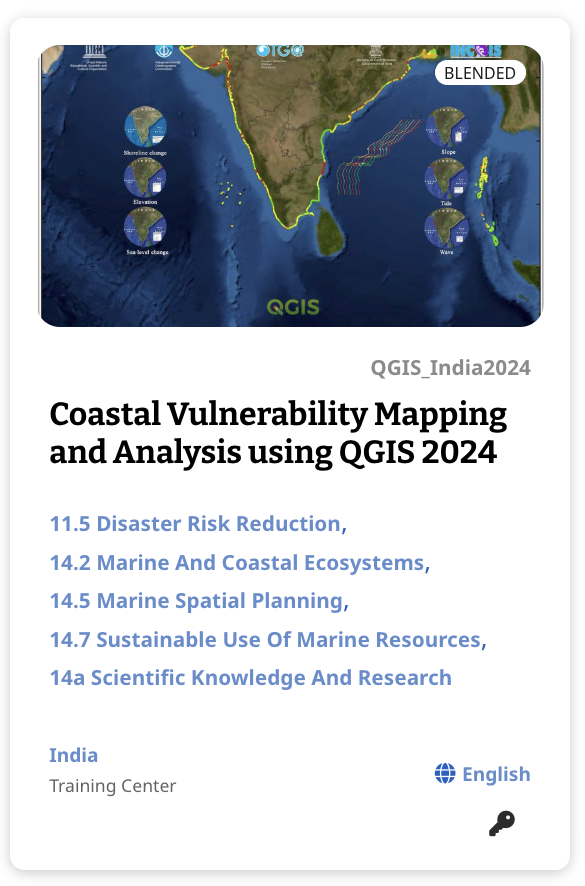 BLENDED
Shoreline change
Slope
Elevation
Tide
Sea level change
Wave
QGIS
QGIS_India2024
Coastal Vulnerability Mapping
and Analysis using QGIS 2024
11.5 Disaster Risk Reduction,
14.2 Marine And Coastal Ecosystems,
14.5 Marine Spatial Planning,
14.7 Sustainable Use Of Marine Resources,
14a Scientific Knowledge And Research
India
Training Center
English